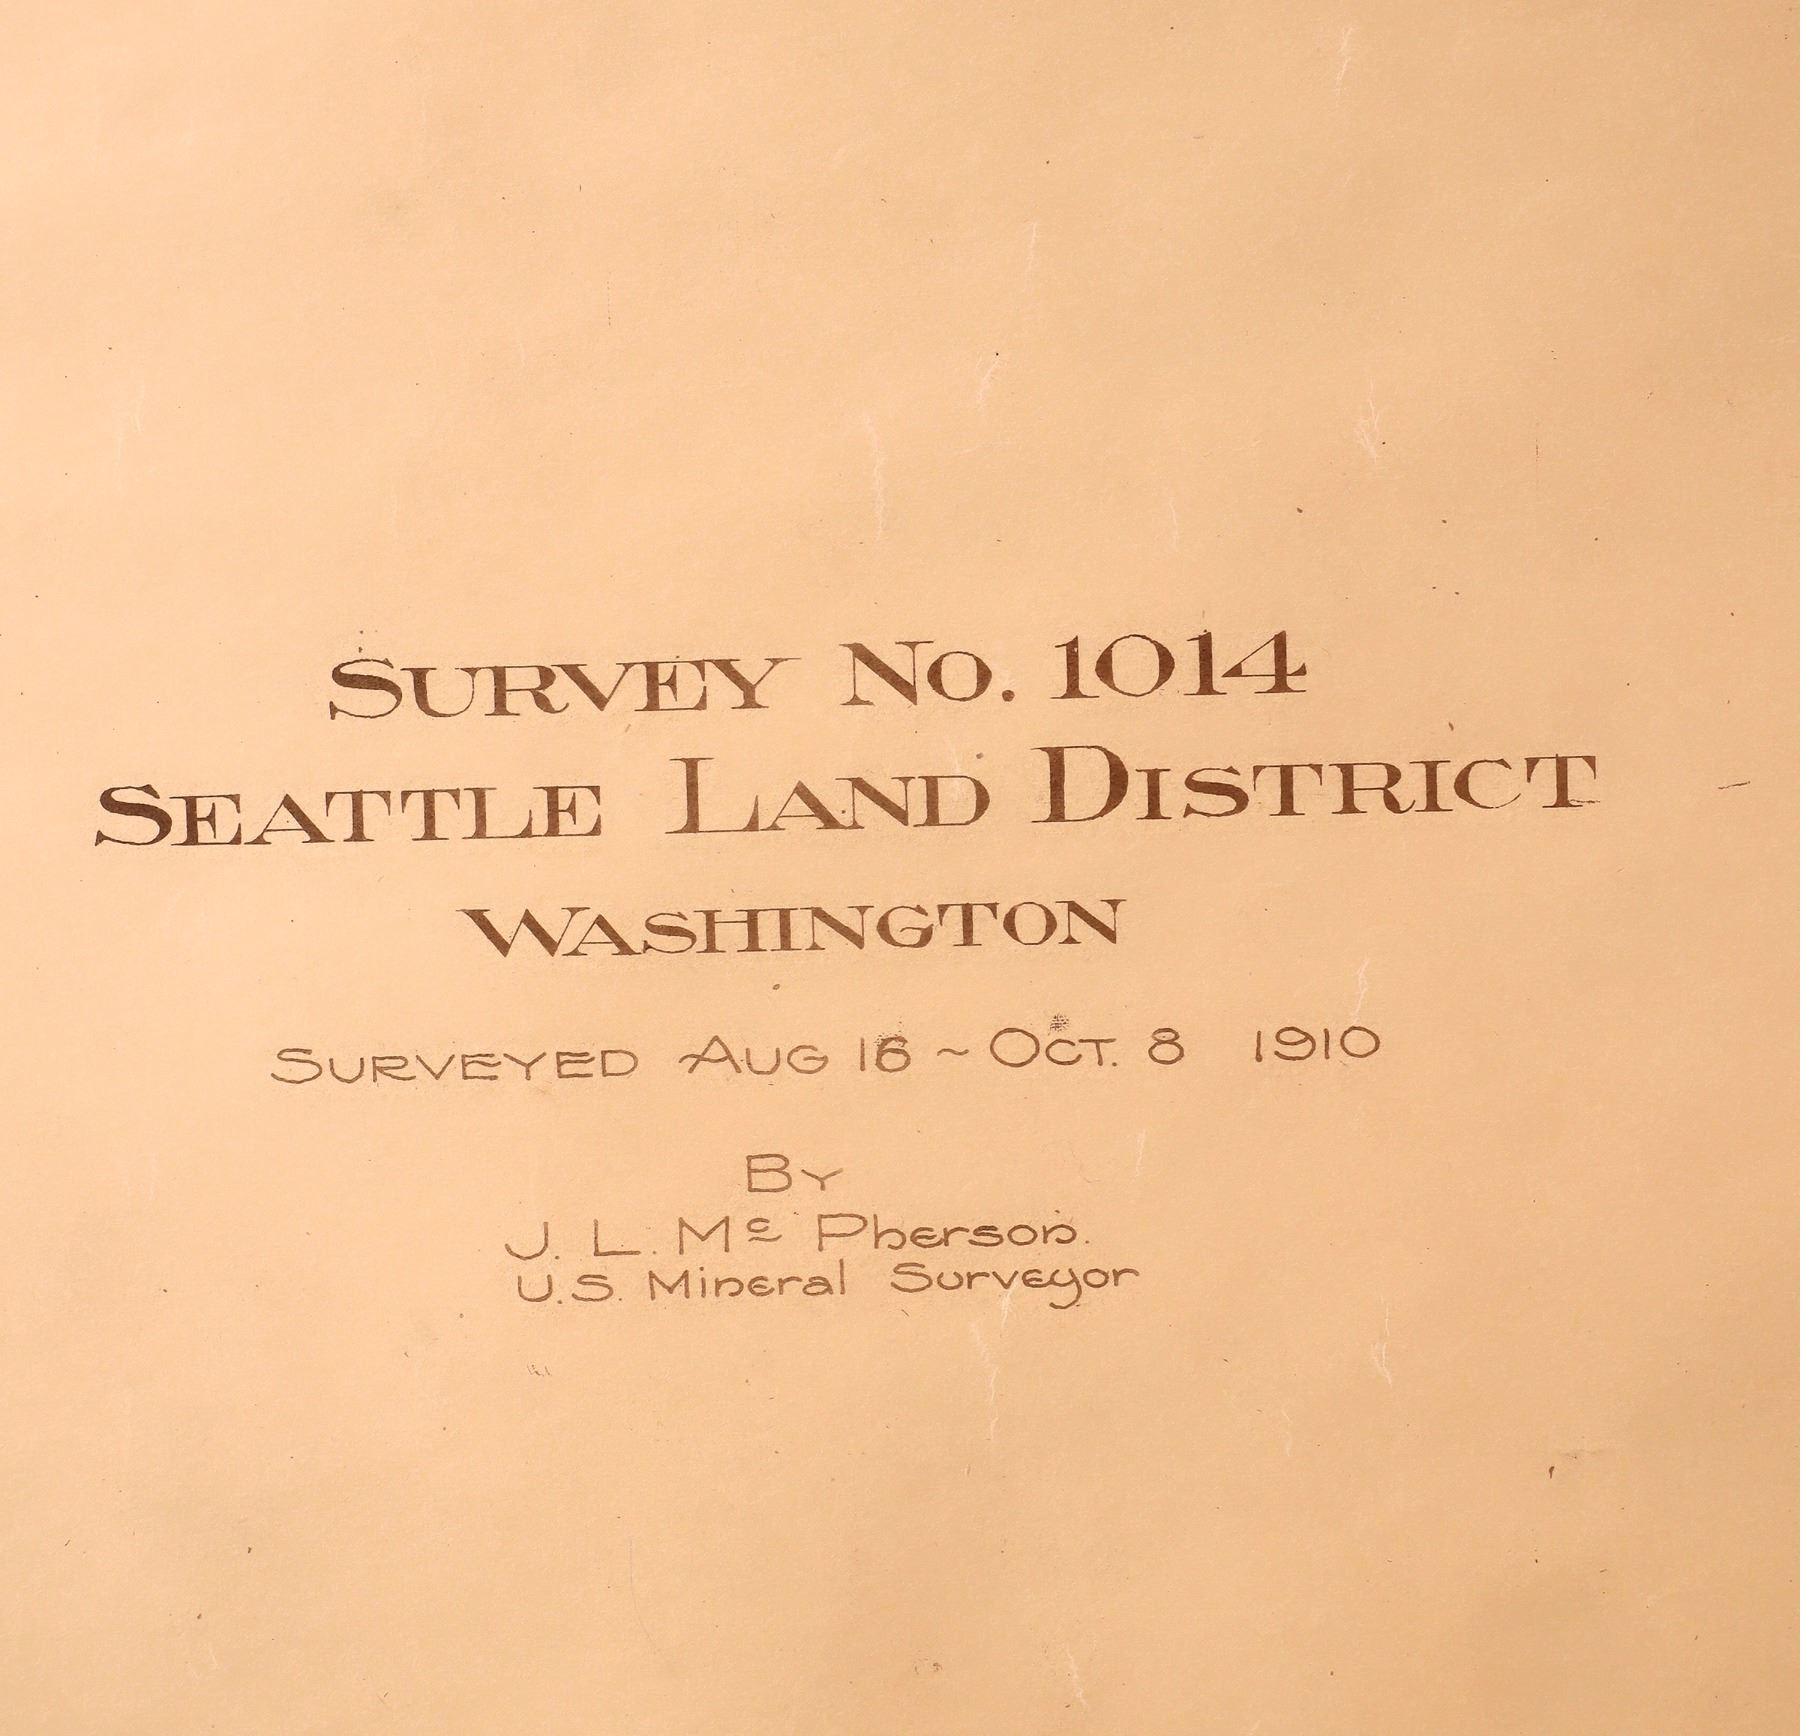 SURVEY NO. 1014
SEATTLE LAND DISTRICT
WASHINGTON
SURVEYED AUG 16 ~ OCT. 8 1910
BY
J. L. Mc Pherson.
U.S. Mineral Surveyor